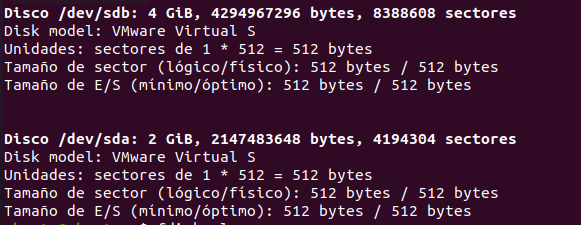 Disco /dev/sdb: 4 GiB, 4294967296 bytes, 8388608 sectores
Disk model: VMware Virtual S
Unidades: sectores de 1 * 512 = 512 bytes
Tamaño de sector (lógico/físico): 512 bytes / 512 bytes
Tamaño de E/S (mínimo/óptimo): 512 bytes / 512 bytes
Disco /dev/sda: 2 GiB, 2147483648 bytes, 4194304 sectores
Disk model: VMware Virtual S
Unidades: sectores de 1 * 512 = 512 bytes
Tamaño de sector (lógico/físico): 512 bytes / 512 bytes
Tamaño de E/S (mínimo/óptimo): 512 bytes / 512 bytes